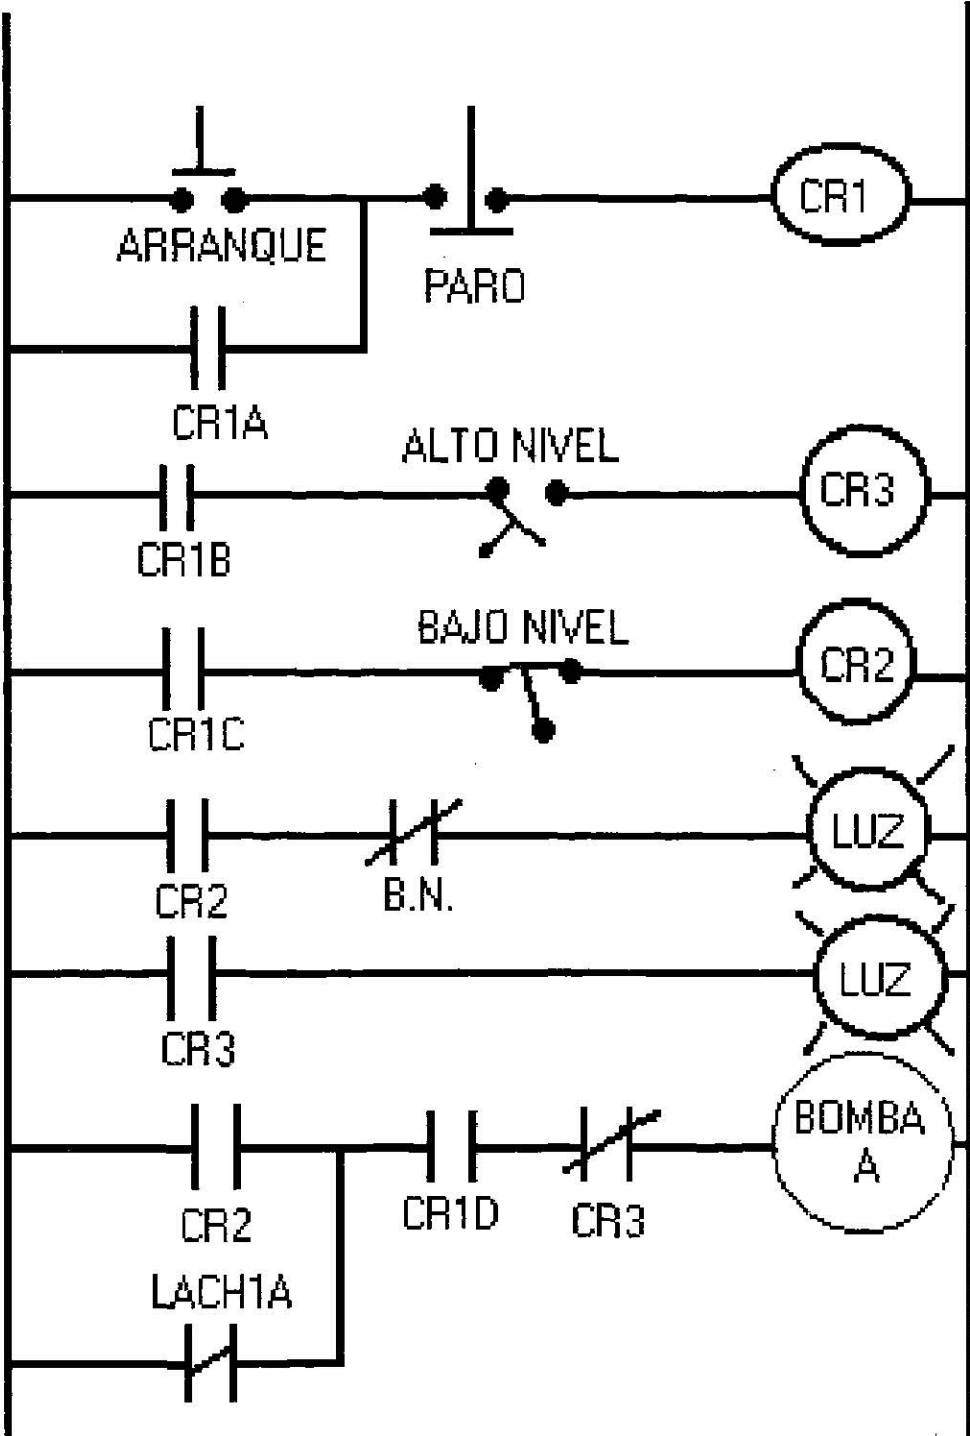 ARRANQUE
PARO
CR1
CR1A
ALTO NIVEL
CR1B
CR3
BAJO NIVEL
CR1C
CR2
CR2
B.N.
LUZ
CR3
LUZ
CR2
CR1D
CR3
BOMBA
A
LACH1A